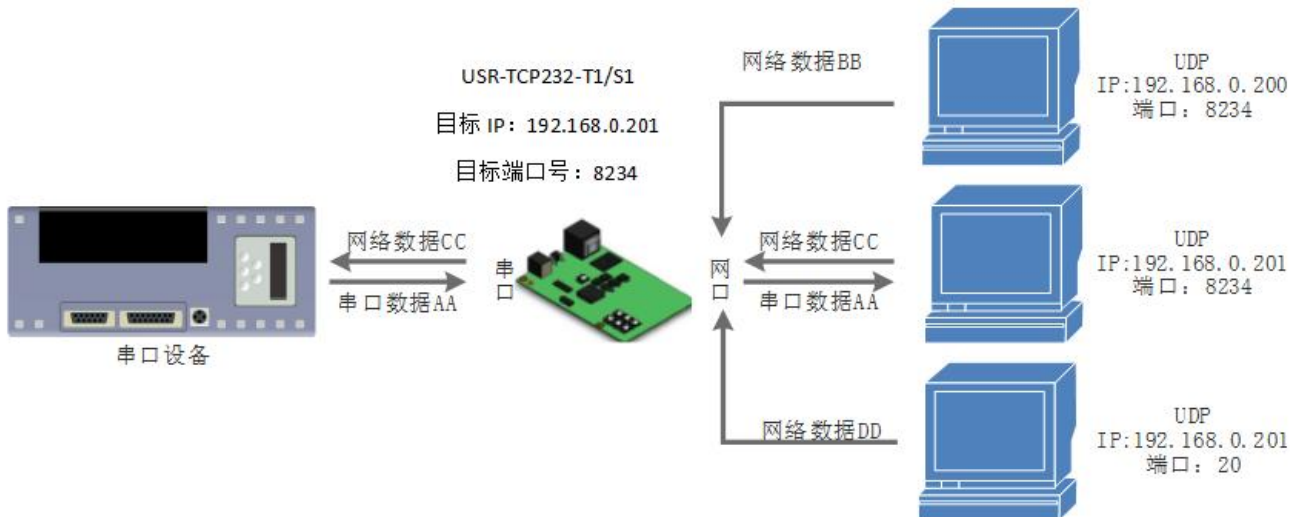 USR-TCP232-T1/S1
目标 IP：192.168.0.201
目标端口号：8234
网络数据BB
UDP
IP:192.168.0.200
端口：8234
网络数据CC
串口数据AA
串口设备
串口
网口
网络数据CC
串口数据AA
UDP
IP:192.168.0.201
端口：8234
网络数据DD
UDP
IP:192.168.0.201
端口：20